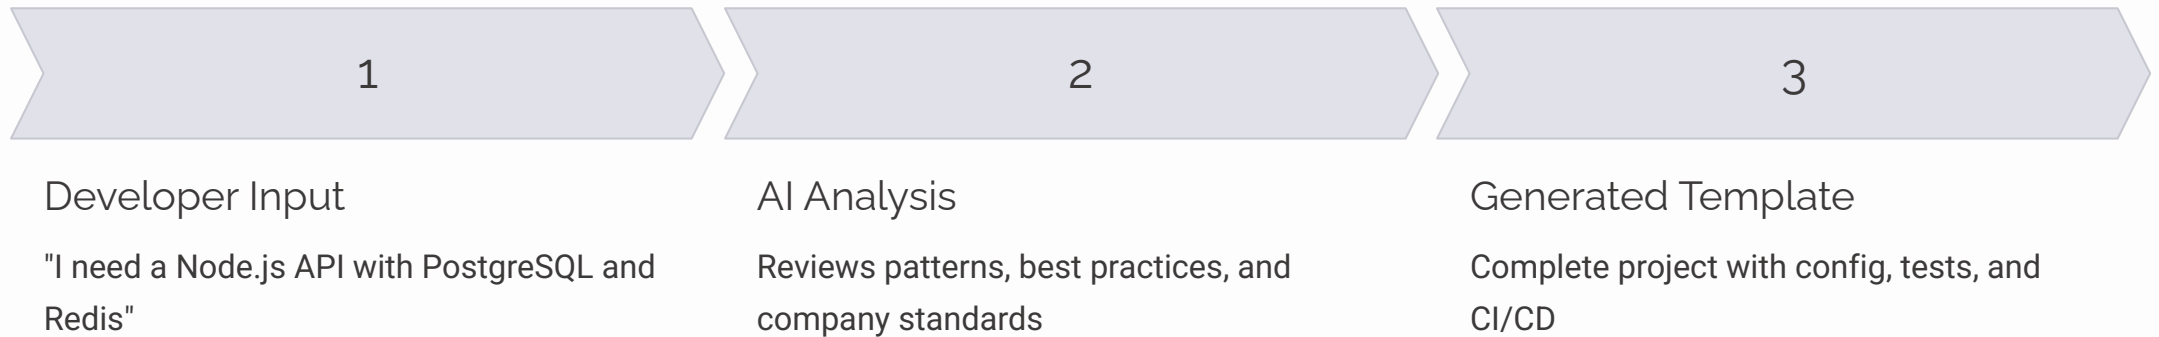 1
2
3
Developer Input
"I need a Node.js API with PostgreSQL and
Redis"
AI Analysis
Reviews patterns, best practices, and
company standards
Generated Template
Complete project with config, tests, and
CI/CD